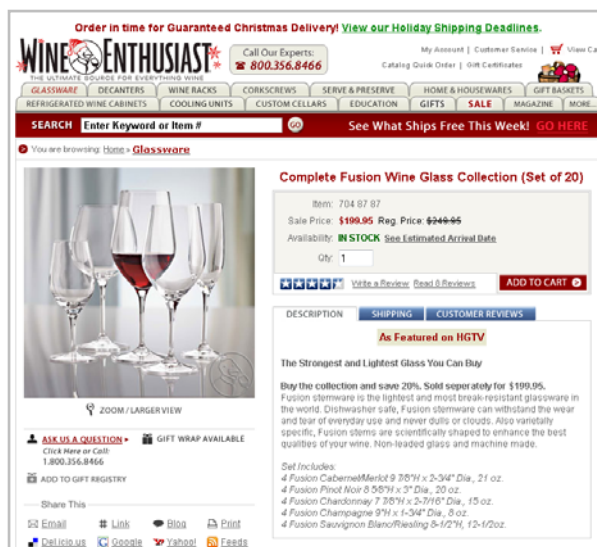 Order in time for Guaranteed Christmas Delivery! View our Holiday Shipping Deadlines.
WINE ENTHUSIAST
THE ULTIMATE SOURCE FOR EVERYTHING WINE
Call Our Experts:
800.356.8466
My Account | Customer Service | View Ca
Catalog Quick Order | Gift Certificates
GLASSWARE DECANTERS WINE RACKS CORKSCREWS SERVE & PRESERVE HOME & HOUSEWARES GIFT BASKETS
REFRIGERATED WINE CABINETS COOLING UNITS CUSTOM CELLARS EDUCATION GIFTS SALE MAGAZINE MORE...
SEARCH Enter Keyword or Item # GO See What Ships Free This Week! GO HERE
You are browsing: Home » Glassware
Complete Fusion Wine Glass Collection (Set of 20)
Item: 704 87 87
Sale Price: $199.95 Reg. Price: $249.95
Availability: IN STOCK See Estimated Arrival Date
Qty: 1
Write a Review Read 8 Reviews ADD TO CART
DESCRIPTION SHIPPING CUSTOMER REVIEWS
As Featured on HGTV
The Strongest and Lightest Glass You Can Buy
Buy the collection and save 20%. Sold seperately for $199.95.
Fusion stemware is the lightest and most break-resistant glassware in
the world. Dishwasher safe, Fusion stemware can withstand the wear
and tear of everyday use and never dulls or clouds. Also varietally
specific, Fusion stems are scientifically shaped to enhance the best
qualities of your wine. Non-leaded glass and machine made.
Set Includes:
4 Fusion Cabernet/Merlot 9 7/8"H x 2-3/4" Dia., 21 oz.
4 Fusion Pinot Noir 8 5/8"H x 3" Dia., 20 oz.
4 Fusion Chardonnay 7 7/8"H x 2-7/16" Dia., 15 oz.
4 Fusion Champagne 9"H x 1-3/4" Dia., 8 oz.
4 Fusion Sauvignon Blanc/Riesling 8-1/2"H, 12-1/2oz.
ZOOM / LARGER VIEW
ASK US A QUESTION
Click Here or Call:
1.800.356.8466
GIFT WRAP AVAILABLE
ADD TO GIFT REGISTRY
Share This
Email Link Blog Print
Del.icio.us Google Yahoo! Feeds